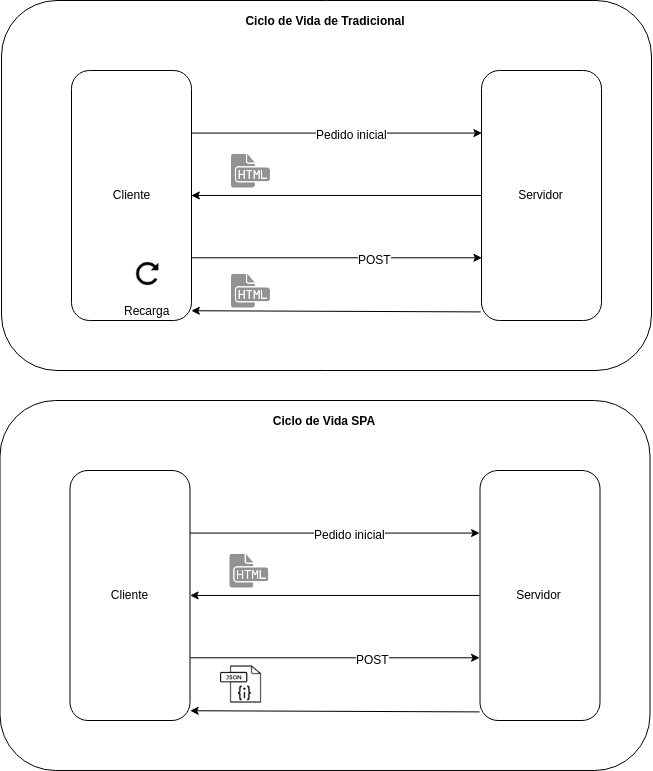 Ciclo de Vida de Tradicional
Pedido inicial
HTML
Cliente
Servidor
POST
HTML
Recarga
Ciclo de Vida SPA
Pedido inicial
HTML
Cliente
Servidor
POST
JSON
{i}